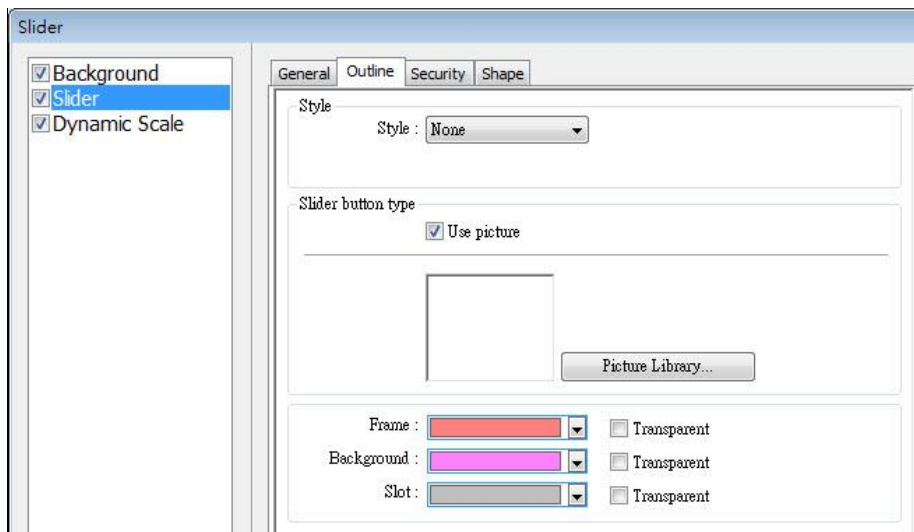 Slider
Background
Slider
Dynamic Scale
General Outline Security Shape
Style
Style : None
Slider button type
Use picture
Picture Library...
Frame : Transparent
Background : Transparent
Slot : Transparent